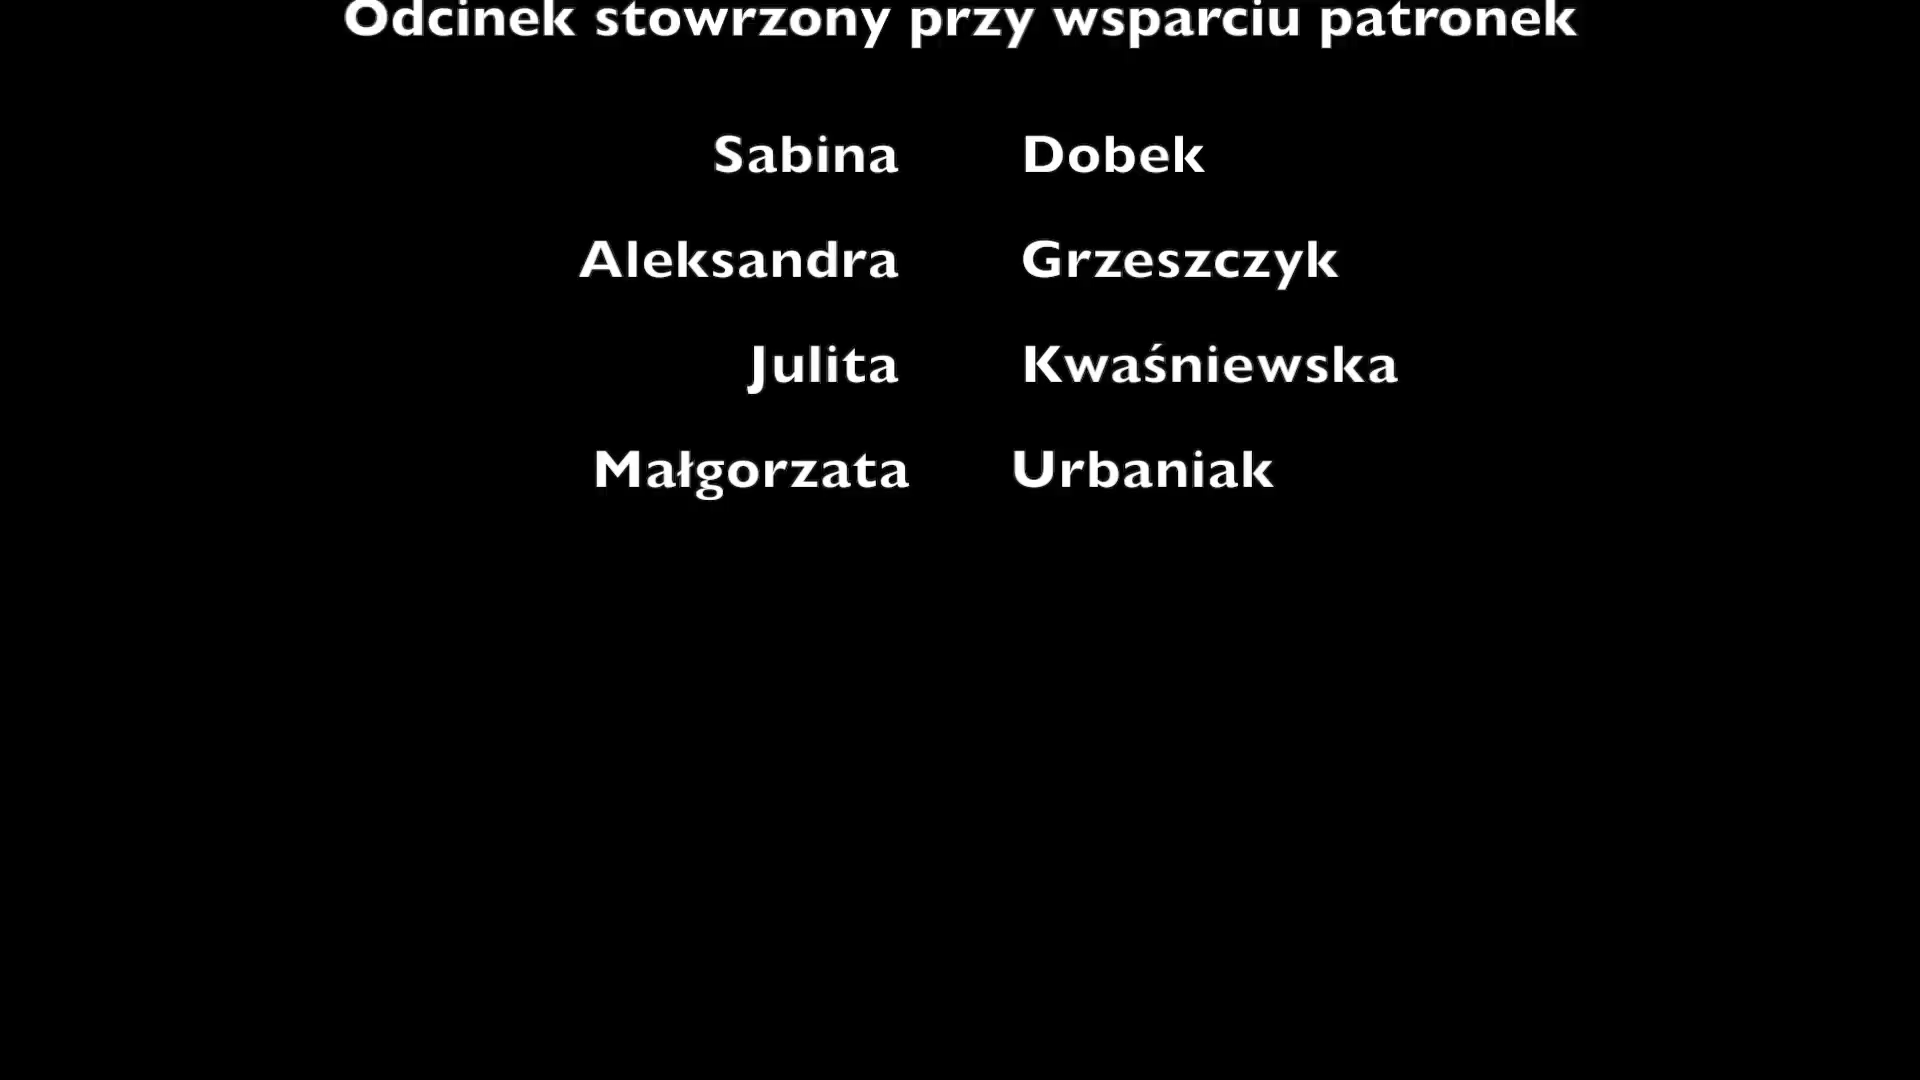 Odcinek stowrzony przy wsparciu patronek
Sabina Dobek
Aleksandra Grzeszczyk
Julita Kwaśniewska
Małgorzata Urbaniak